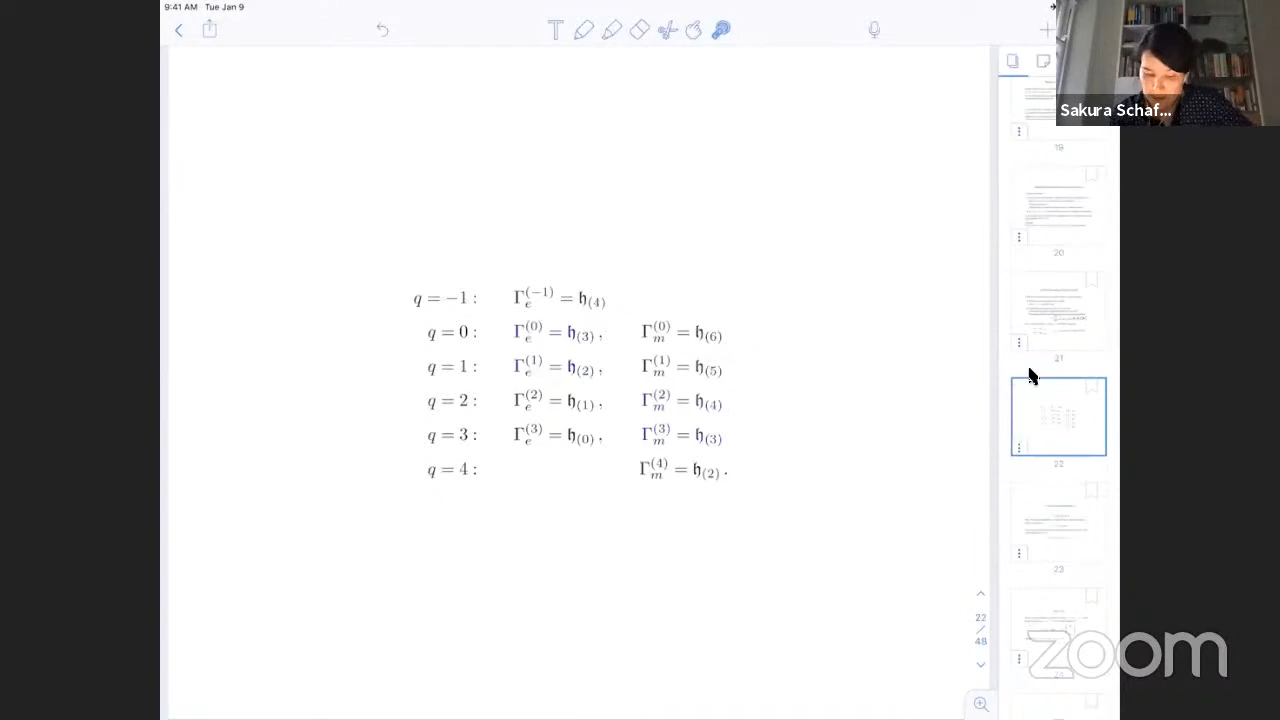 9:41 AM Tue Jan 9
Sakura Schaf...
q = −1 : Γ_e^{(−1)} = 𝔥_{(4)}
q = 0 : Γ_e^{(0)} = 𝔥_{(3)} , Γ_m^{(0)} = 𝔥_{(6)}
q = 1 : Γ_e^{(1)} = 𝔥_{(2)} , Γ_m^{(1)} = 𝔥_{(5)}
q = 2 : Γ_e^{(2)} = 𝔥_{(1)} , Γ_m^{(2)} = 𝔥_{(4)}
q = 3 : Γ_e^{(3)} = 𝔥_{(0)} , Γ_m^{(3)} = 𝔥_{(3)}
q = 4 : Γ_m^{(4)} = 𝔥_{(2)} .
19
20
21
22
23
24
22
/
48
zoom